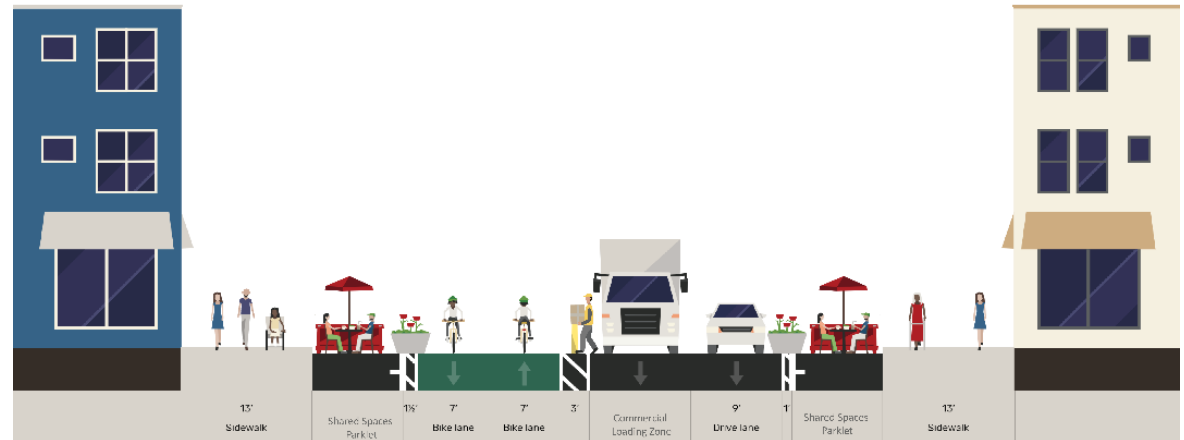 13'
Sidewalk
Shared Spaces
Parklet
1½'
7'
Bike lane
7'
Bike lane
3'
Commercial
Loading Zone
9'
Drive lane
1'
Shared Spaces
Parklet
13'
Sidewalk